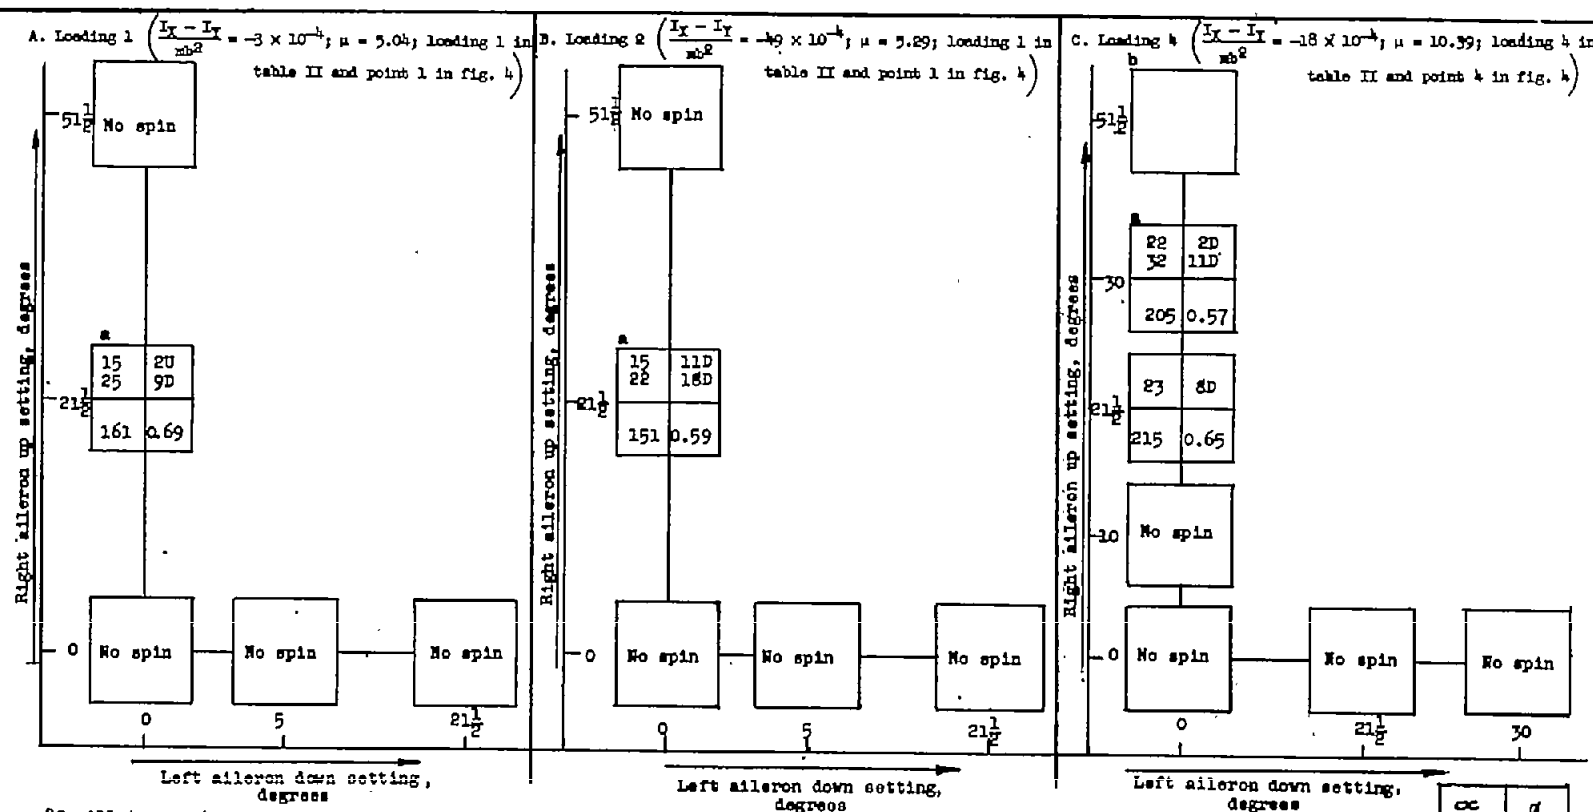 A. Loading 1 (I_X - I_Y / mb² = -3 × 10⁻⁴; μ = 5.04; loading 1 in
table II and point 1 in fig. 4)
51½
No spin
a
15 2U
25 9D
21½
161 0.69
0
No spin
No spin
No spin
0
5
21½
Right aileron up setting, degrees
Left aileron down setting,
degrees
B. Loading 2 (I_X - I_Y / mb² = -49 × 10⁻⁴; μ = 5.29; loading 1 in
table II and point 1 in fig. 4)
51½
No spin
a
15 11D
22 18D
21½
151 0.59
0
No spin
No spin
No spin
0
5
21½
Right aileron up setting, degrees
Left aileron down setting,
degrees
C. Loading 4 (I_X - I_Y / mb² = -18 × 10⁻⁴; μ = 10.39; loading 4 in
table II and point 4 in fig. 4)
b
51½
a
22 2D
32 11D
30
205 0.57
23 8D
21½
215 0.65
10
No spin
0
No spin
No spin
No spin
0
21½
30
Right aileron up setting, degrees
Left aileron down setting,
degrees
α